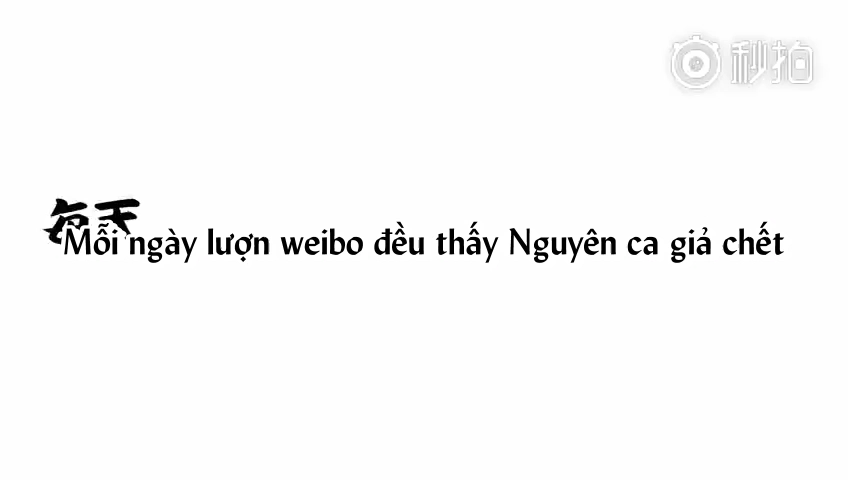 秒拍
每天
Mỗi ngày lượn weibo đều thấy Nguyên ca giả chết